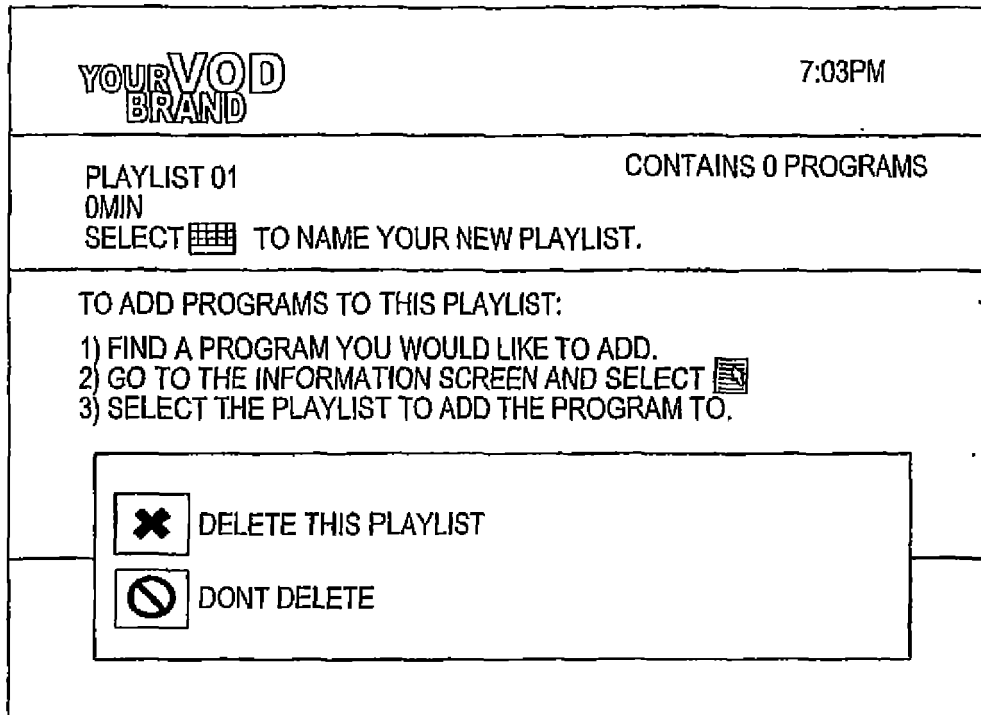 YOUR VOD
BRAND
7:03PM
PLAYLIST 01
CONTAINS 0 PROGRAMS
0MIN
SELECT TO NAME YOUR NEW PLAYLIST.
TO ADD PROGRAMS TO THIS PLAYLIST:
1) FIND A PROGRAM YOU WOULD LIKE TO ADD.
2) GO TO THE INFORMATION SCREEN AND SELECT
3) SELECT THE PLAYLIST TO ADD THE PROGRAM TO.
DELETE THIS PLAYLIST
DONT DELETE